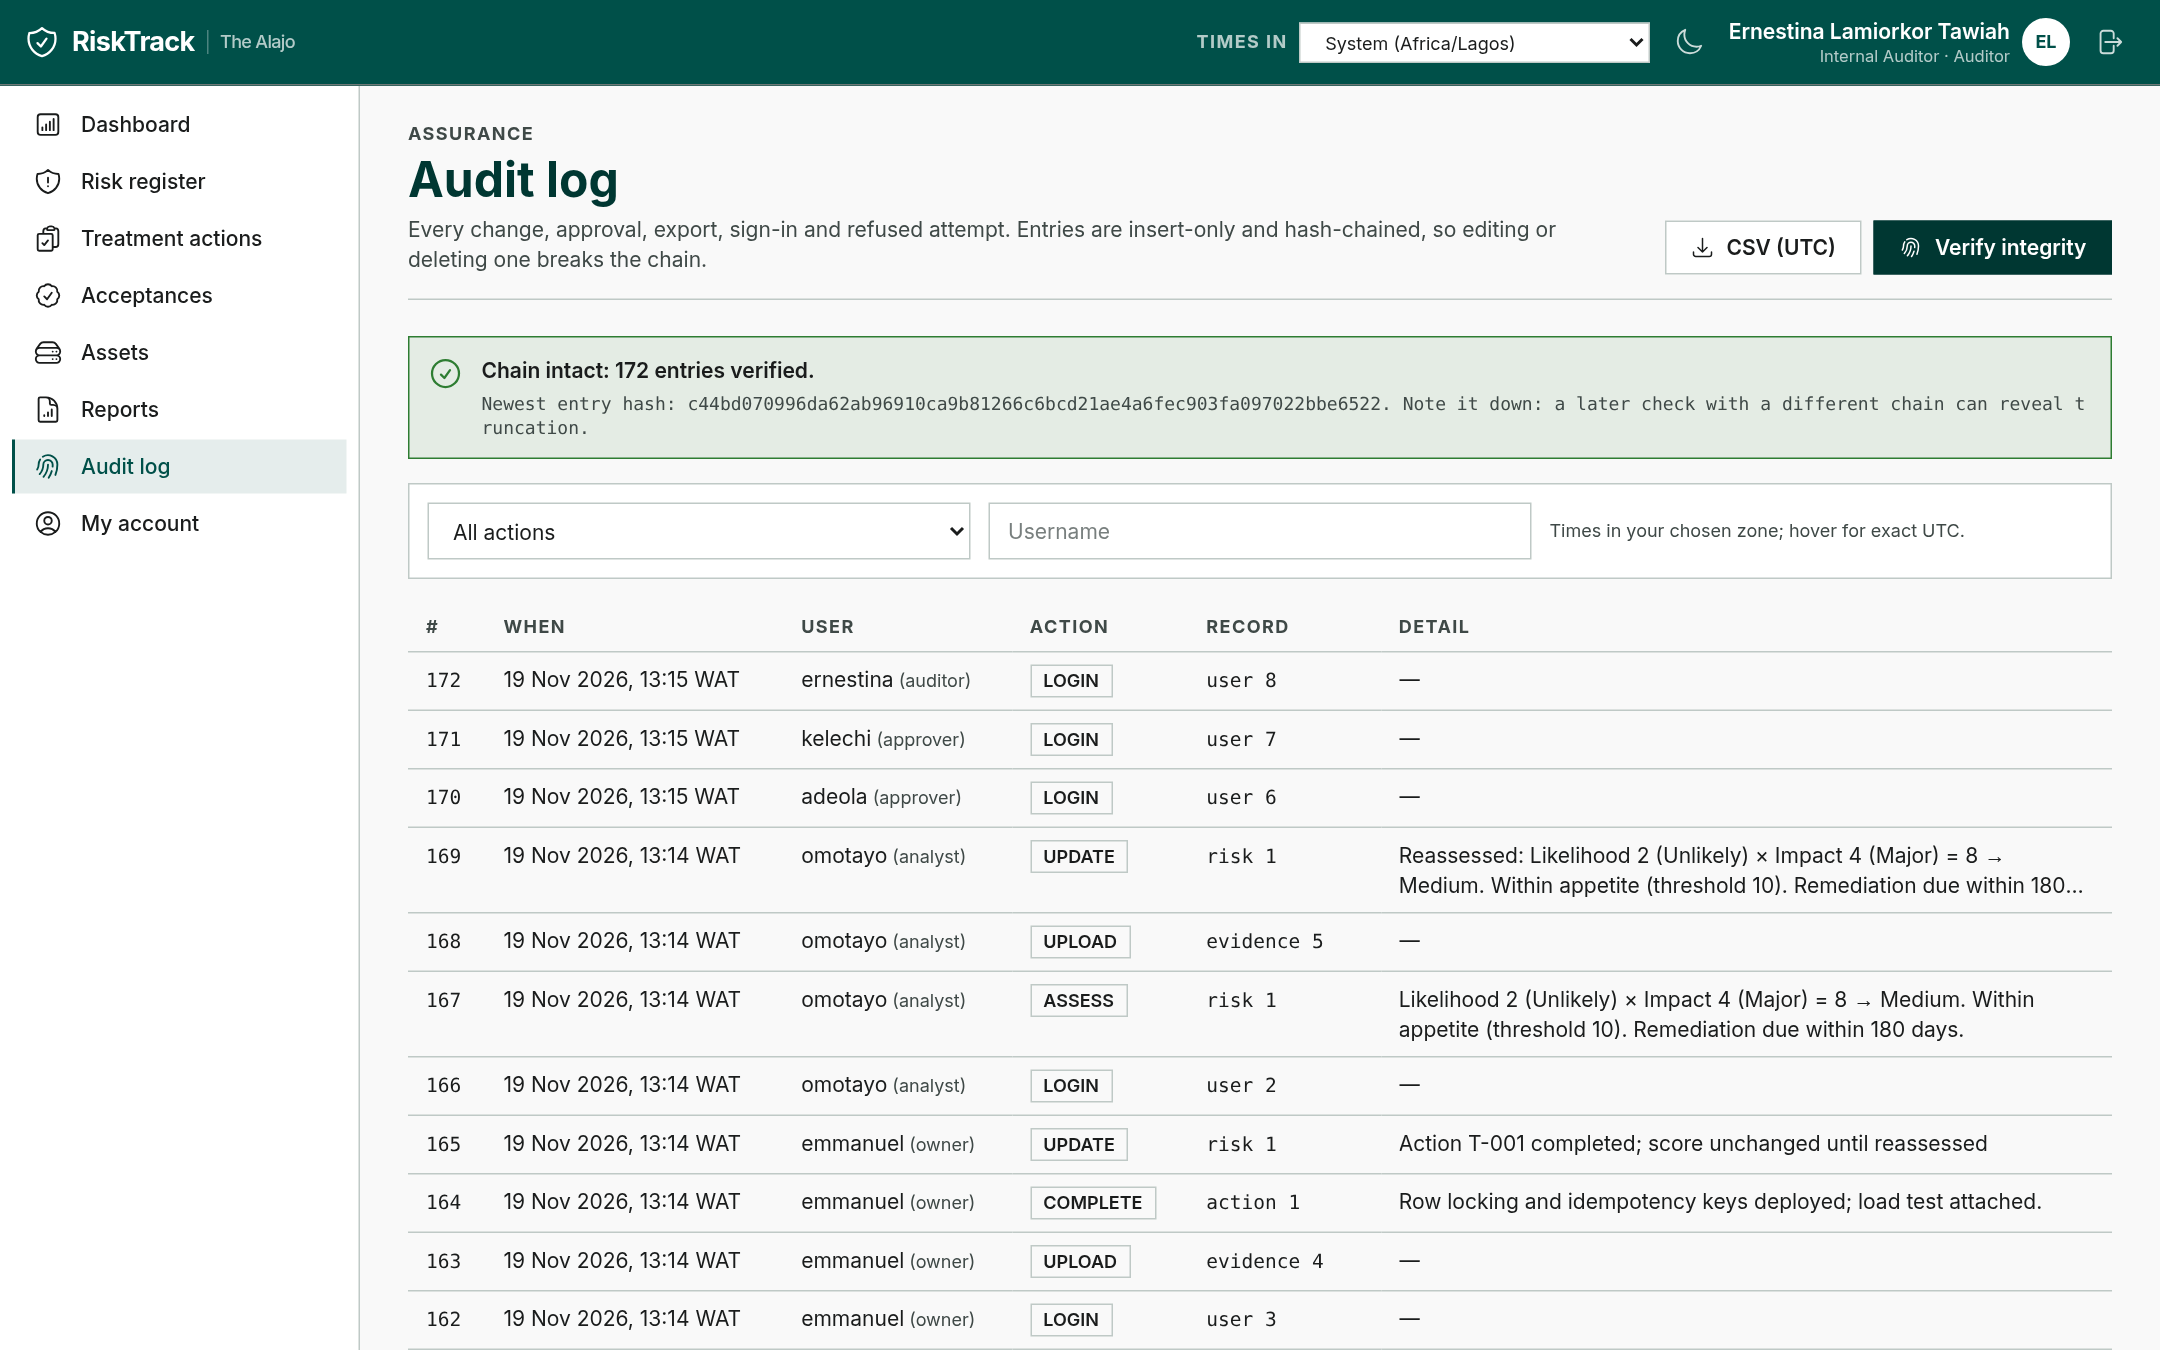 RiskTrack
The Alajo
TIMES IN
System (Africa/Lagos)
Ernestina Lamiorkor Tawiah
Internal Auditor · Auditor
EL
Dashboard
Risk register
Treatment actions
Acceptances
Assets
Reports
Audit log
My account
ASSURANCE
Audit log
Every change, approval, export, sign-in and refused attempt. Entries are insert-only and hash-chained, so editing or
deleting one breaks the chain.
CSV (UTC)
Verify integrity
Chain intact: 172 entries verified.
Newest entry hash: c44bd070996da62ab96910ca9b81266c6bcd21ae4a6fec903fa097022bbe6522. Note it down: a later check with a different chain can reveal t
runcation.
All actions
Username
Times in your chosen zone; hover for exact UTC.
# WHEN USER ACTION RECORD DETAIL
172 19 Nov 2026, 13:15 WAT ernestina (auditor) LOGIN user 8 —
171 19 Nov 2026, 13:15 WAT kelechi (approver) LOGIN user 7 —
170 19 Nov 2026, 13:15 WAT adeola (approver) LOGIN user 6 —
169 19 Nov 2026, 13:14 WAT omotayo (analyst) UPDATE risk 1 Reassessed: Likelihood 2 (Unlikely) × Impact 4 (Major) = 8 →
Medium. Within appetite (threshold 10). Remediation due within 180...
168 19 Nov 2026, 13:14 WAT omotayo (analyst) UPLOAD evidence 5 —
167 19 Nov 2026, 13:14 WAT omotayo (analyst) ASSESS risk 1 Likelihood 2 (Unlikely) × Impact 4 (Major) = 8 → Medium. Within
appetite (threshold 10). Remediation due within 180 days.
166 19 Nov 2026, 13:14 WAT omotayo (analyst) LOGIN user 2 —
165 19 Nov 2026, 13:14 WAT emmanuel (owner) UPDATE risk 1 Action T-001 completed; score unchanged until reassessed
164 19 Nov 2026, 13:14 WAT emmanuel (owner) COMPLETE action 1 Row locking and idempotency keys deployed; load test attached.
163 19 Nov 2026, 13:14 WAT emmanuel (owner) UPLOAD evidence 4 —
162 19 Nov 2026, 13:14 WAT emmanuel (owner) LOGIN user 3 —